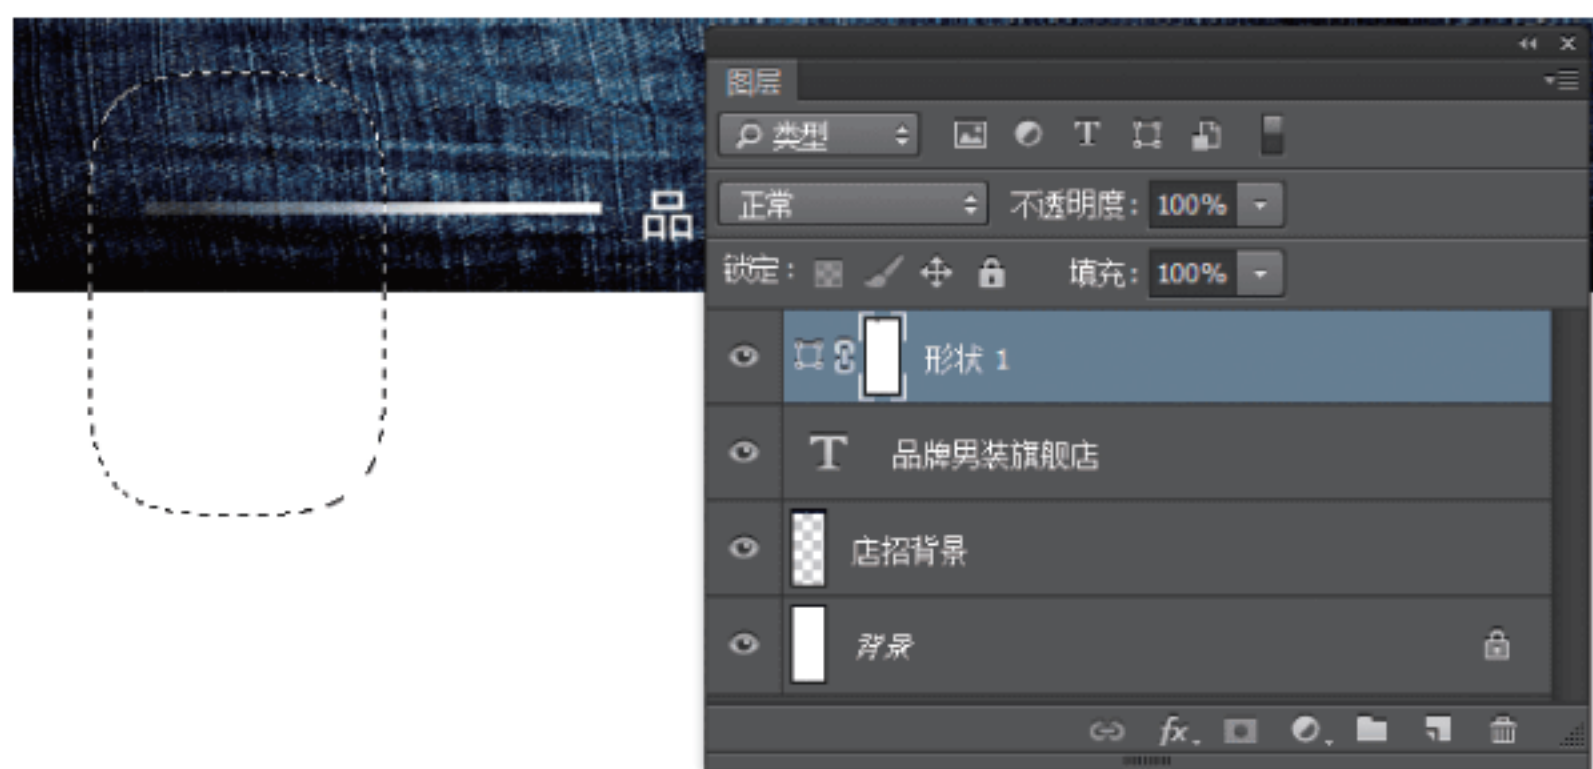 品
图层
类型
正常 不透明度: 100%
锁定: 填充: 100%
形状 1
T 品牌男装旗舰店
店招背景
背景
fx.